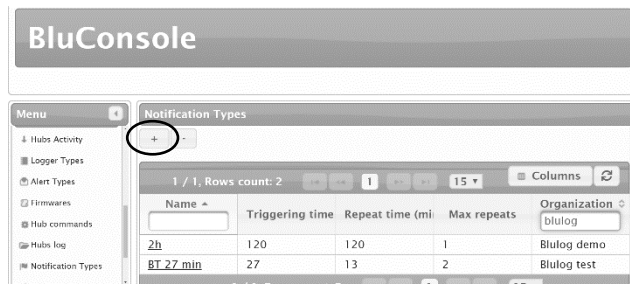 BluConsole
Menu
Notification Types
Hubs Activity
+ -
Logger Types
Alert Types
1 / 1, Rows count: 2 1 15 Columns
Firmwares
Name Triggering time Repeat time (mi Max repeats Organization
Hub commands
blulog
Hubs log
2h 120 120 1 Blulog demo
Notification Types
BT 27 min 27 13 2 Blulog test